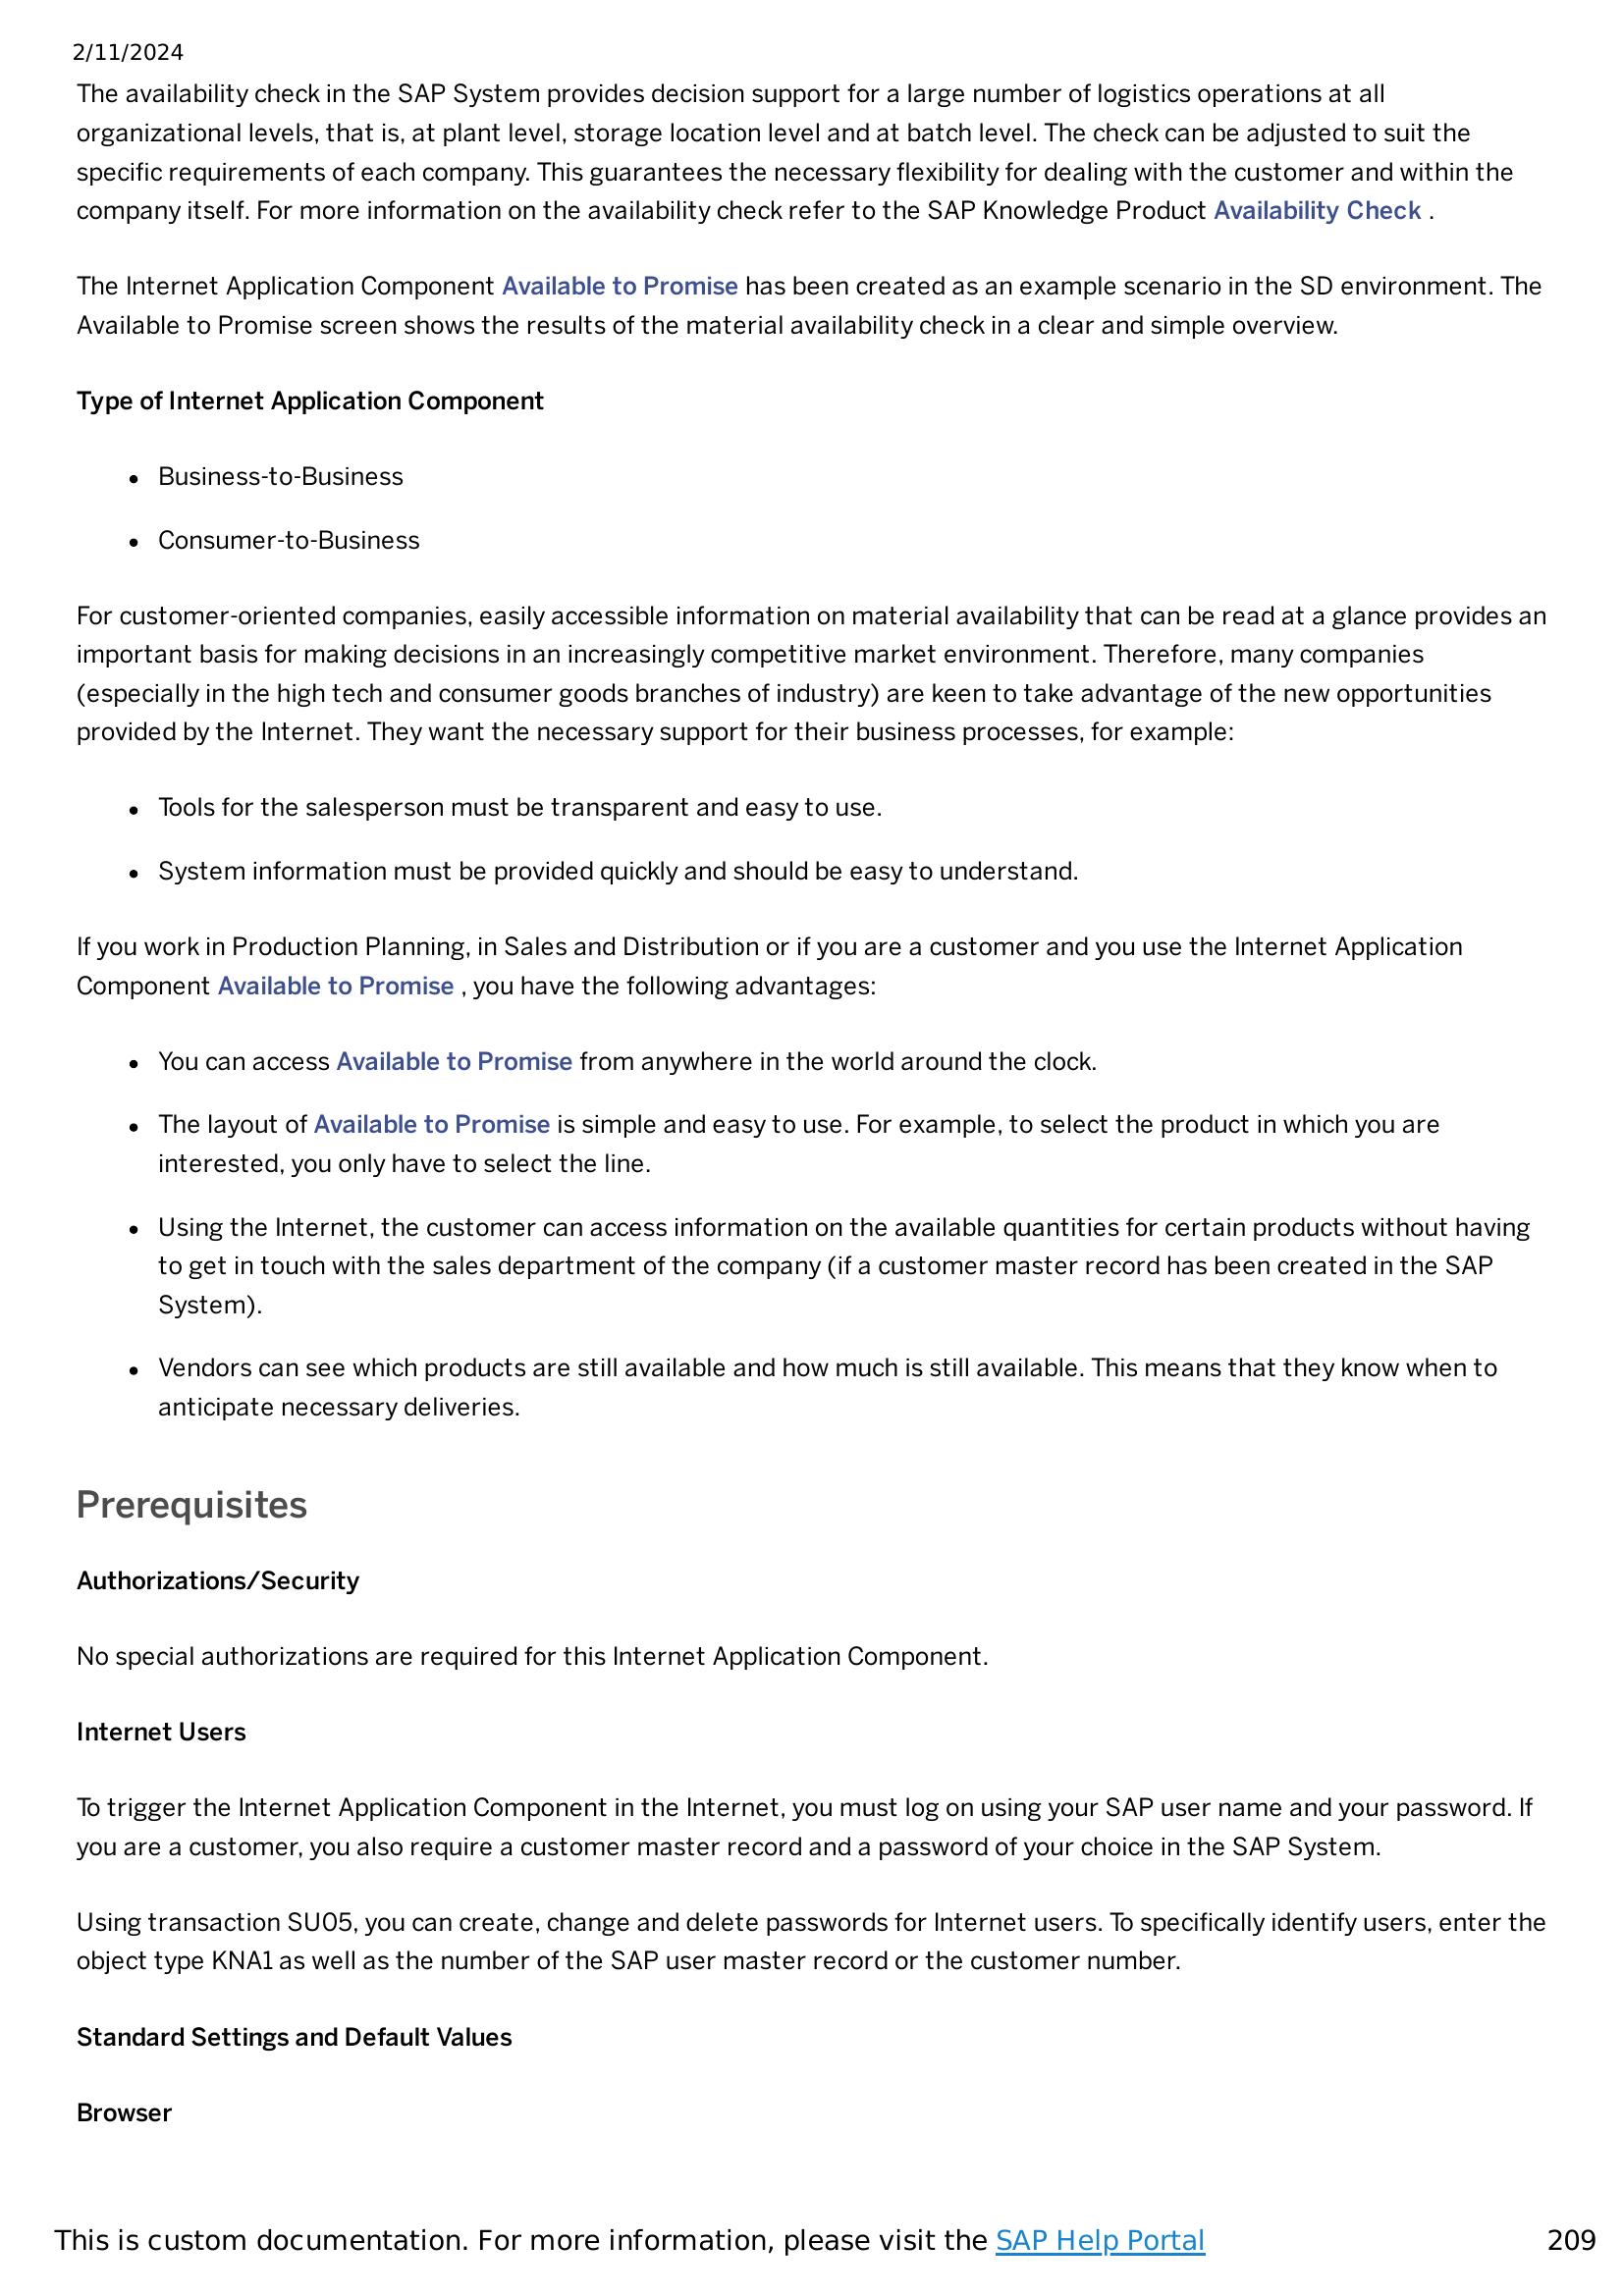 2/11/2024
The availability check in the SAP System provides decision support for a large number of logistics operations at all
organizational levels, that is, at plant level, storage location level and at batch level. The check can be adjusted to suit the
specific requirements of each company. This guarantees the necessary flexibility for dealing with the customer and within the
company itself. For more information on the availability check refer to the SAP Knowledge Product Availability Check .
The Internet Application Component Available to Promise has been created as an example scenario in the SD environment. The
Available to Promise screen shows the results of the material availability check in a clear and simple overview.
Type of Internet Application Component
• Business-to-Business
• Consumer-to-Business
For customer-oriented companies, easily accessible information on material availability that can be read at a glance provides an
important basis for making decisions in an increasingly competitive market environment. Therefore, many companies
(especially in the high tech and consumer goods branches of industry) are keen to take advantage of the new opportunities
provided by the Internet. They want the necessary support for their business processes, for example:
• Tools for the salesperson must be transparent and easy to use.
• System information must be provided quickly and should be easy to understand.
If you work in Production Planning, in Sales and Distribution or if you are a customer and you use the Internet Application
Component Available to Promise , you have the following advantages:
• You can access Available to Promise from anywhere in the world around the clock.
• The layout of Available to Promise is simple and easy to use. For example, to select the product in which you are
interested, you only have to select the line.
• Using the Internet, the customer can access information on the available quantities for certain products without having
to get in touch with the sales department of the company (if a customer master record has been created in the SAP
System).
• Vendors can see which products are still available and how much is still available. This means that they know when to
anticipate necessary deliveries.
Prerequisites
Authorizations/Security
No special authorizations are required for this Internet Application Component.
Internet Users
To trigger the Internet Application Component in the Internet, you must log on using your SAP user name and your password. If
you are a customer, you also require a customer master record and a password of your choice in the SAP System.
Using transaction SU05, you can create, change and delete passwords for Internet users. To specifically identify users, enter the
object type KNA1 as well as the number of the SAP user master record or the customer number.
Standard Settings and Default Values
Browser
This is custom documentation. For more information, please visit the SAP Help Portal 209